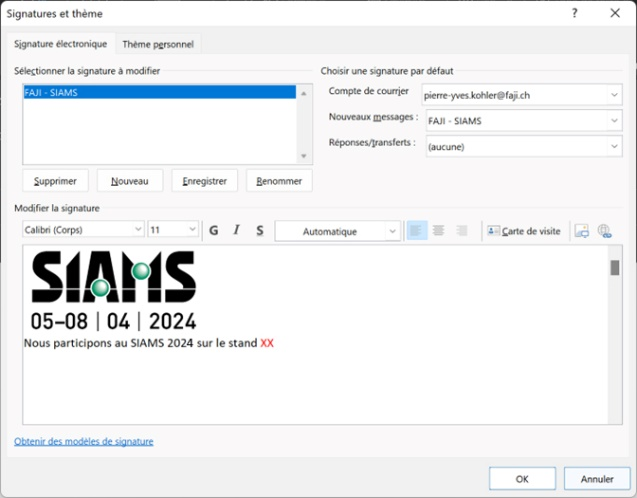 Signatures et thème
Signature électronique
Thème personnel
Sélectionner la signature à modifier
Choisir une signature par défaut
FAJI - SIAMS
Compte de courrier
pierre-yves.kohler@faji.ch
Nouveaux messages :
FAJI - SIAMS
Réponses/transferts :
(aucune)
Supprimer
Nouveau
Enregistrer
Renommer
Modifier la signature
Calibri (Corps)
11
G
I
S
Automatique
Carte de visite
SIAMS
05–08 | 04 | 2024
Nous participons au SIAMS 2024 sur le stand XX
Obtenir des modèles de signature
OK
Annuler